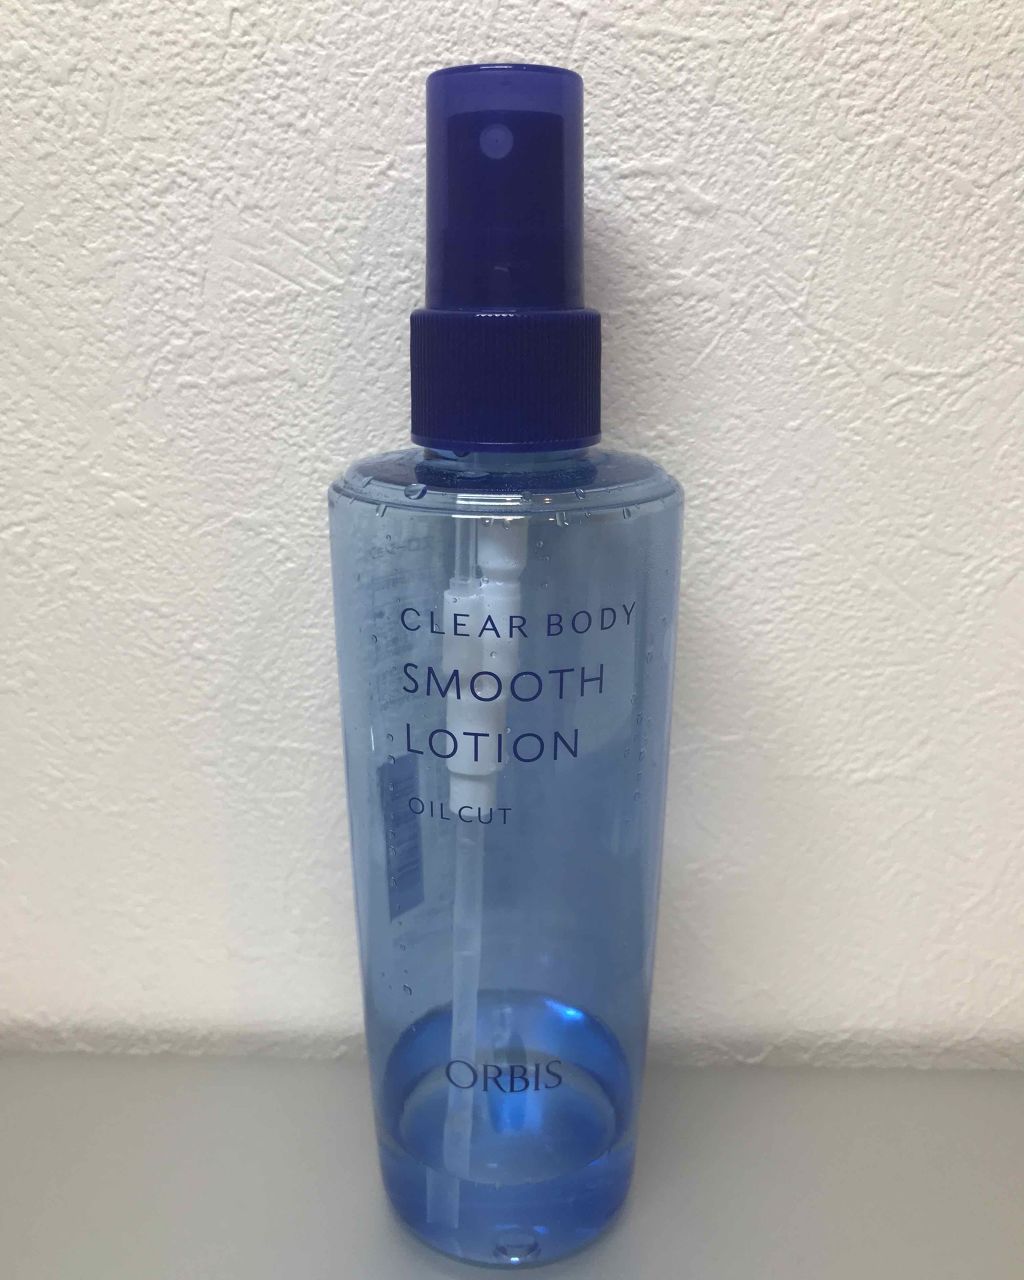 CLEAR BODY
SMOOTH
LOTION
OIL CUT
ORBIS